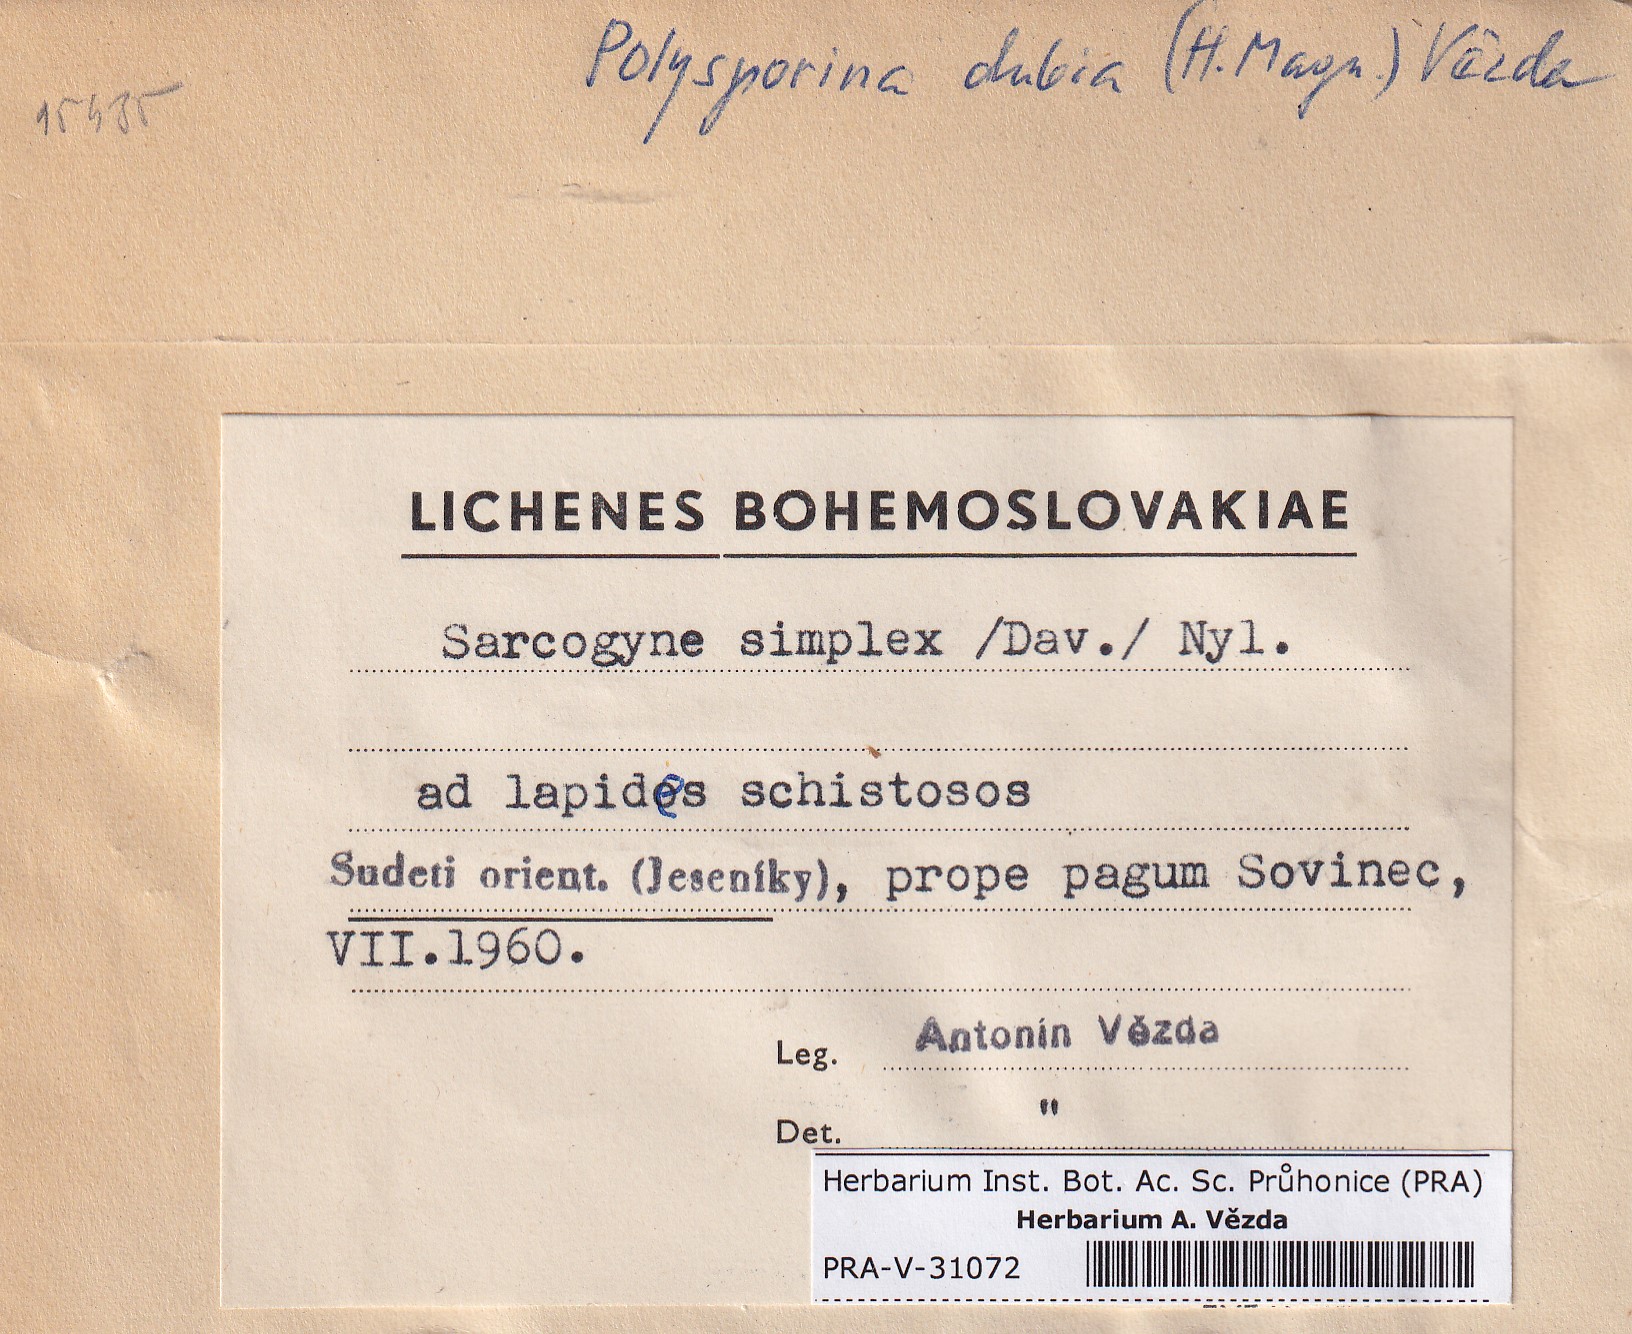 Polysporina dubia (H. Magn.) Vězda
15435
LICHENES BOHEMOSLOVAKIAE
Sarcogyne simplex /Dav./ Nyl.
ad lapides schistosos
Sudeti orient. (Jeseníky), prope pagum Sovinec,
VII.1960.
Leg. Antonín Vězda
Det. "
Herbarium Inst. Bot. Ac. Sc. Průhonice (PRA)
Herbarium A. Vězda
PRA-V-31072